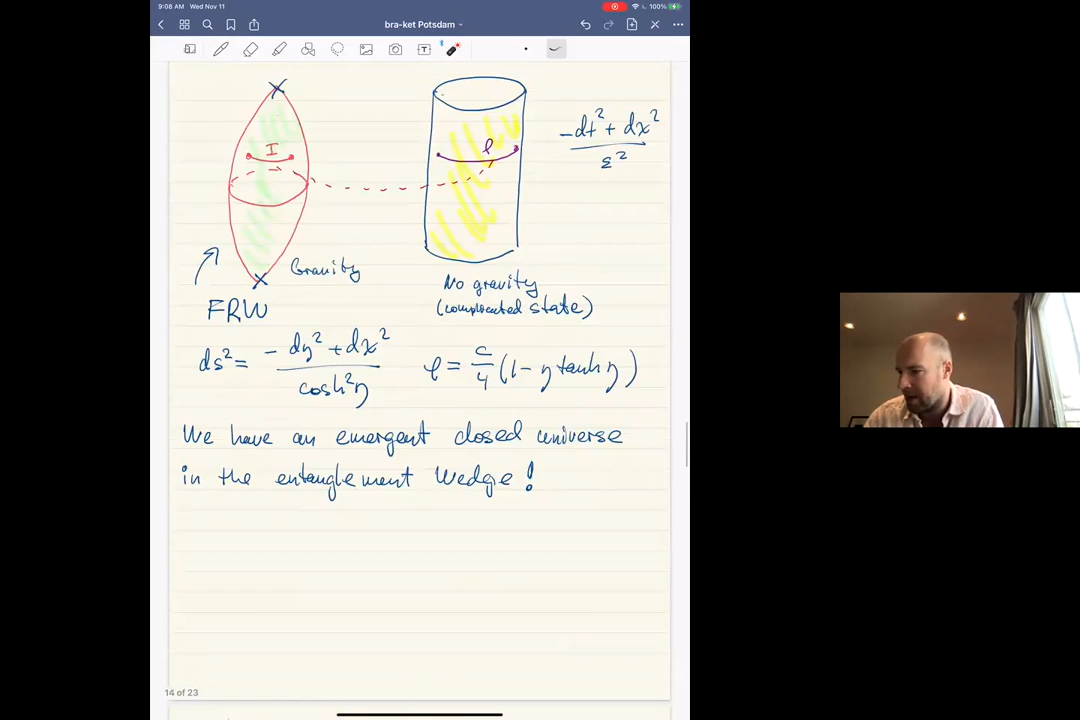 9:08 AM Wed Nov 11
100%
bra-ket Potsdam
I
ℓ
-dt² + dx²
ε²
Gravity
No gravity
(complicated state)
FRW
ds² = - dη² + dx² / cosh²η
φ = c/4 (1 - η tanh η)
We have an emergent closed universe
in the entanglement wedge!
14 of 23